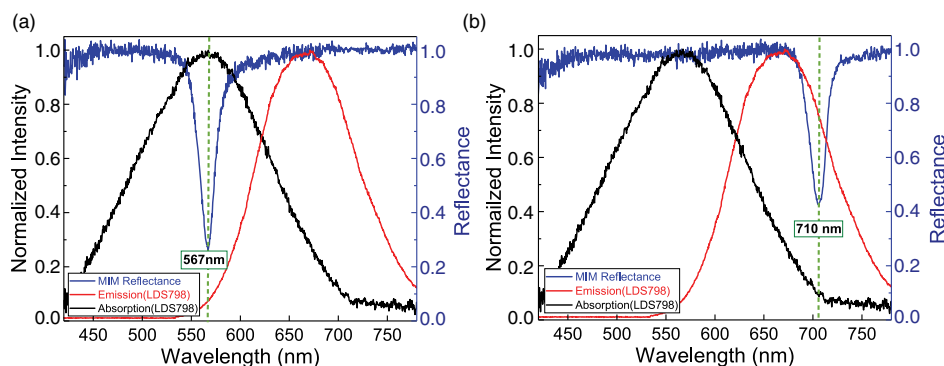 (a)
Normalized Intensity
1.0
0.8
0.6
0.4
0.2
0.0
567nm
MIM Reflectance
Emission(LDS798)
Absorption(LDS798)
450 500 550 600 650 700 750
Wavelength (nm)
1.0
0.8
0.6
0.4
0.2
0.0
Reflectance
(b)
Normailzed Intensity
1.0
0.8
0.6
0.4
0.2
0.0
710 nm
MIM Reflectance
Emission(LDS798)
Absorption(LDS798)
450 500 550 600 650 700 750
Wavelength (nm)
1.0
0.8
0.6
0.4
0.2
0.0
Reflectance